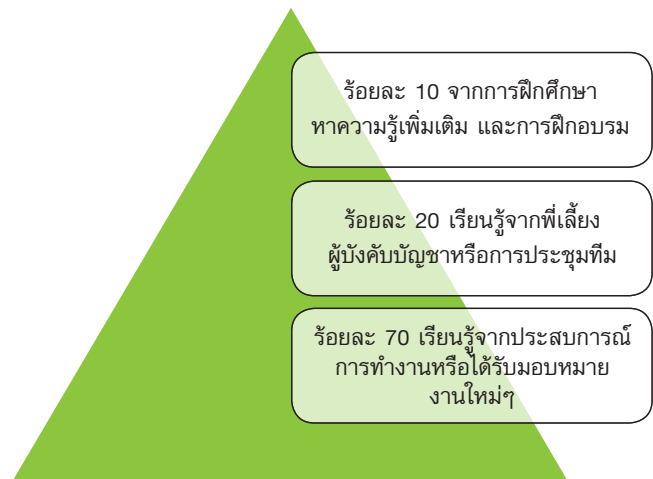 ร้อยละ 10 จากการฝึกศึกษา
หาความรู้เพิ่มเติม และการฝึกอบรม
ร้อยละ 20 เรียนรู้จากพี่เลี้ยง
ผู้บังคับบัญชาหรือการประชุมทีม
ร้อยละ 70 เรียนรู้จากประสบการณ์
การทำงานหรือได้รับมอบหมาย
งานใหม่ๆ